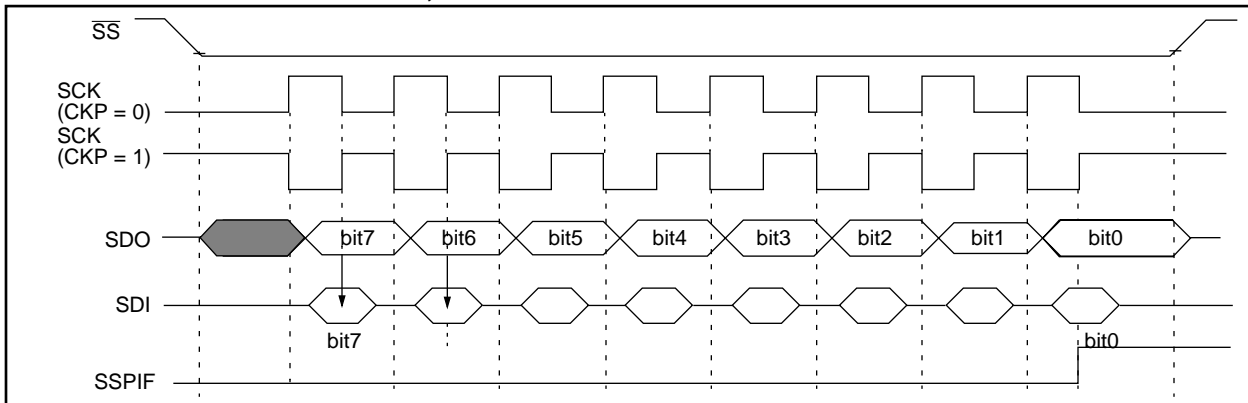 SS
SCK
(CKP = 0)
SCK
(CKP = 1)
SDO
bit7 bit6 bit5 bit4 bit3 bit2 bit1 bit0
SDI
bit7 bit0
SSPIF